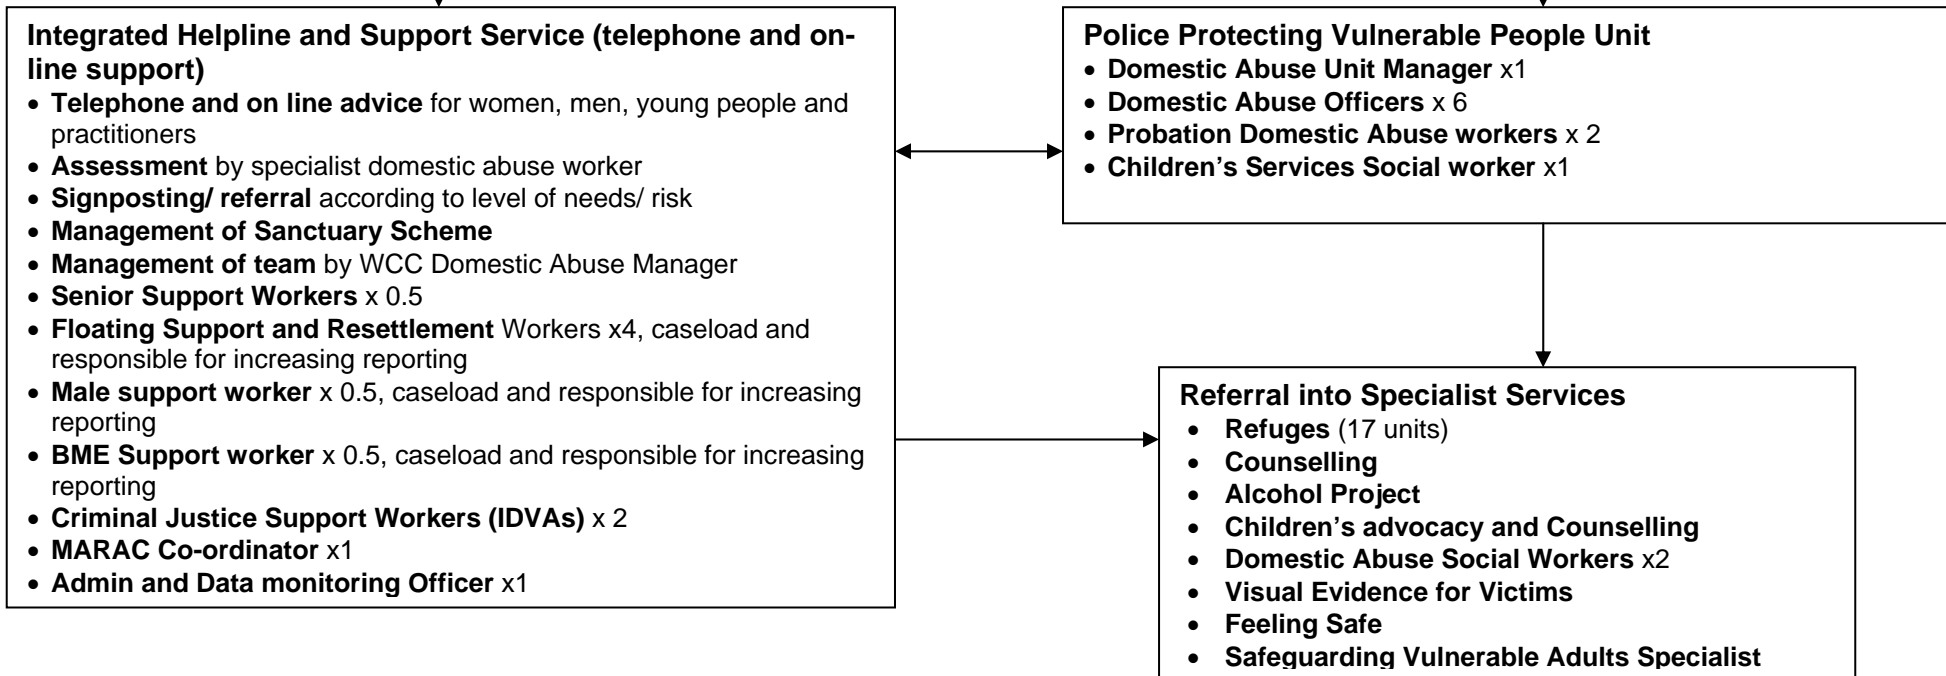 Integrated Helpline and Support Service (telephone and on-
line support)
• Telephone and on line advice for women, men, young people and
practitioners
• Assessment by specialist domestic abuse worker
• Signposting/ referral according to level of needs/ risk
• Management of Sanctuary Scheme
• Management of team by WCC Domestic Abuse Manager
• Senior Support Workers x 0.5
• Floating Support and Resettlement Workers x4, caseload and
responsible for increasing reporting
• Male support worker x 0.5, caseload and responsible for increasing
reporting
• BME Support worker x 0.5, caseload and responsible for increasing
reporting
• Criminal Justice Support Workers (IDVAs) x 2
• MARAC Co-ordinator x1
• Admin and Data monitoring Officer x1
Police Protecting Vulnerable People Unit
• Domestic Abuse Unit Manager x1
• Domestic Abuse Officers x 6
• Probation Domestic Abuse workers x 2
• Children’s Services Social worker x1
Referral into Specialist Services
• Refuges (17 units)
• Counselling
• Alcohol Project
• Children’s advocacy and Counselling
• Domestic Abuse Social Workers x2
• Visual Evidence for Victims
• Feeling Safe
• Safeguarding Vulnerable Adults Specialist